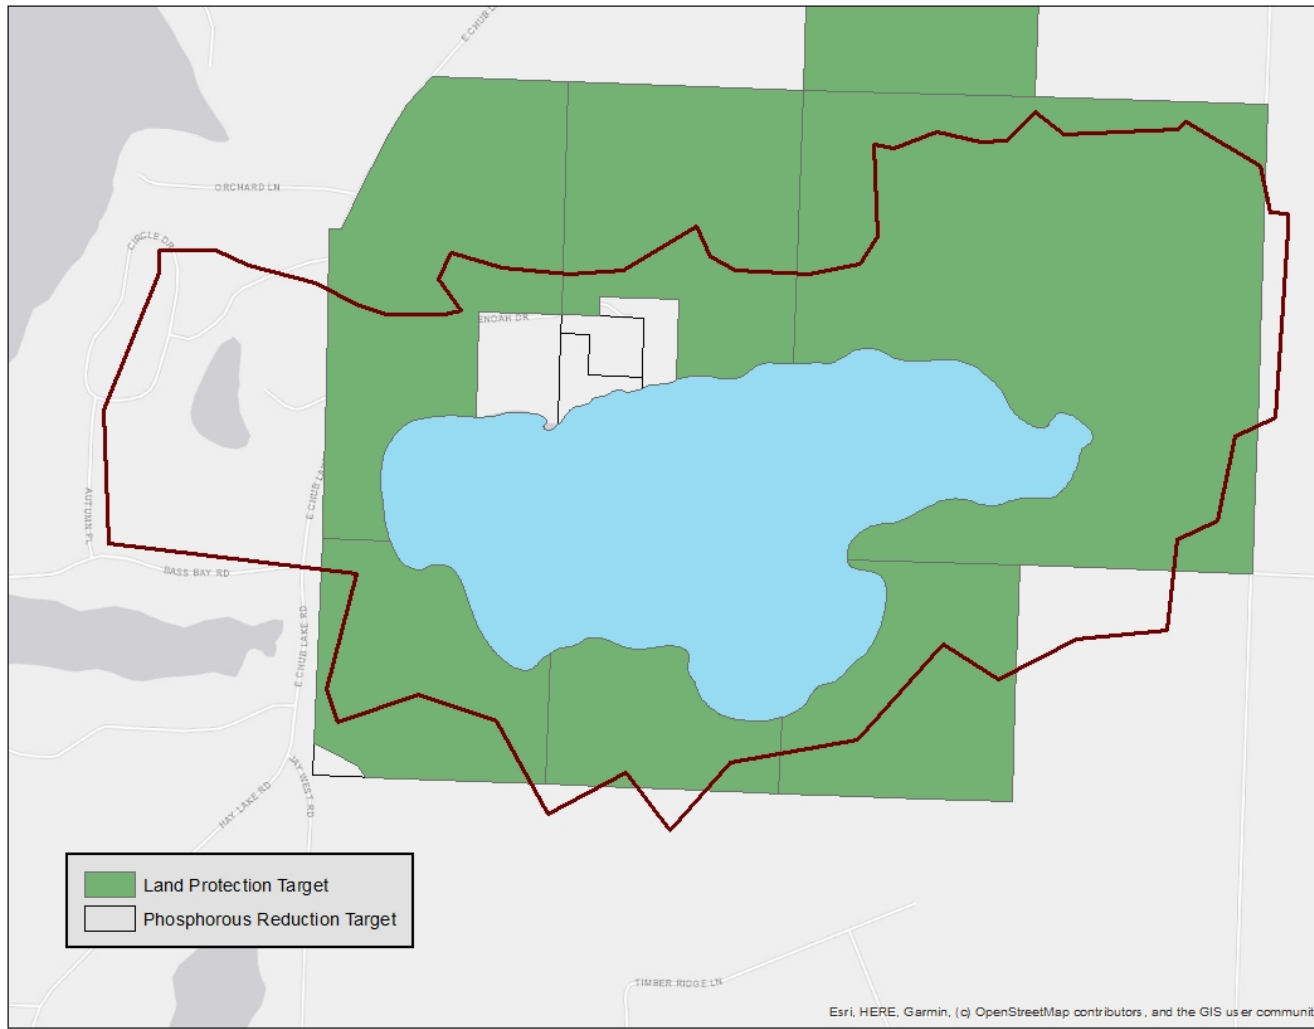 E CHUB L
ORCHARD LN
CIRCLE DR
ENOAH DR
E CHUB LAKE
AUTUMN PL
BASS BAY RD
E CHUB LAKE RD
JAY WEST RD
HAY LAKE RD
Land Protection Target
Phosphorous Reduction Target
TIMBER RIDGE LN
Esri, HERE, Garmin, (c) OpenStreetMap contributors, and the GIS user communit